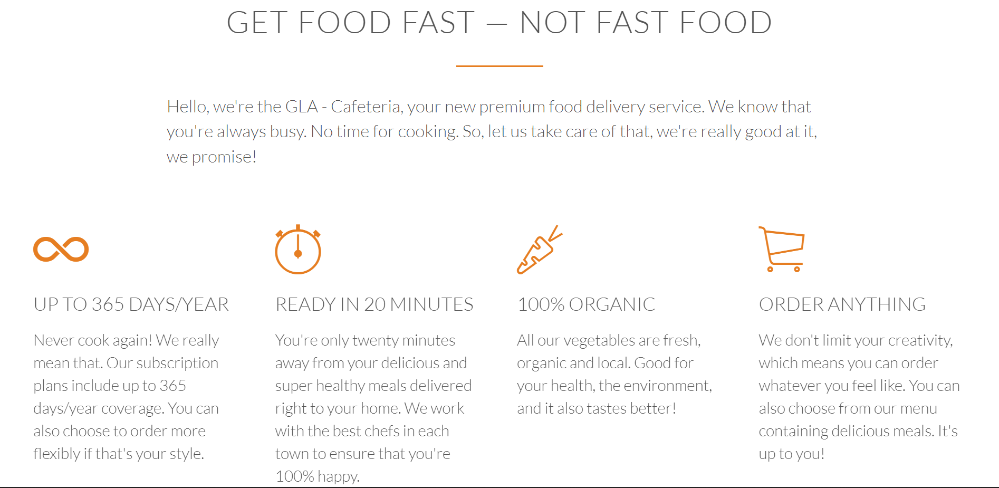 GET FOOD FAST — NOT FAST FOOD
Hello, we're the GLA - Cafeteria, your new premium food delivery service. We know that
you're always busy. No time for cooking. So, let us take care of that, we're really good at it,
we promise!
UP TO 365 DAYS/YEAR
Never cook again! We really
mean that. Our subscription
plans include up to 365
days/year coverage. You can
also choose to order more
flexibly if that's your style.
READY IN 20 MINUTES
You're only twenty minutes
away from your delicious and
super healthy meals delivered
right to your home. We work
with the best chefs in each
town to ensure that you're
100% happy.
100% ORGANIC
All our vegetables are fresh,
organic and local. Good for
your health, the environment,
and it also tastes better!
ORDER ANYTHING
We don't limit your creativity,
which means you can order
whatever you feel like. You can
also choose from our menu
containing delicious meals. It's
up to you!